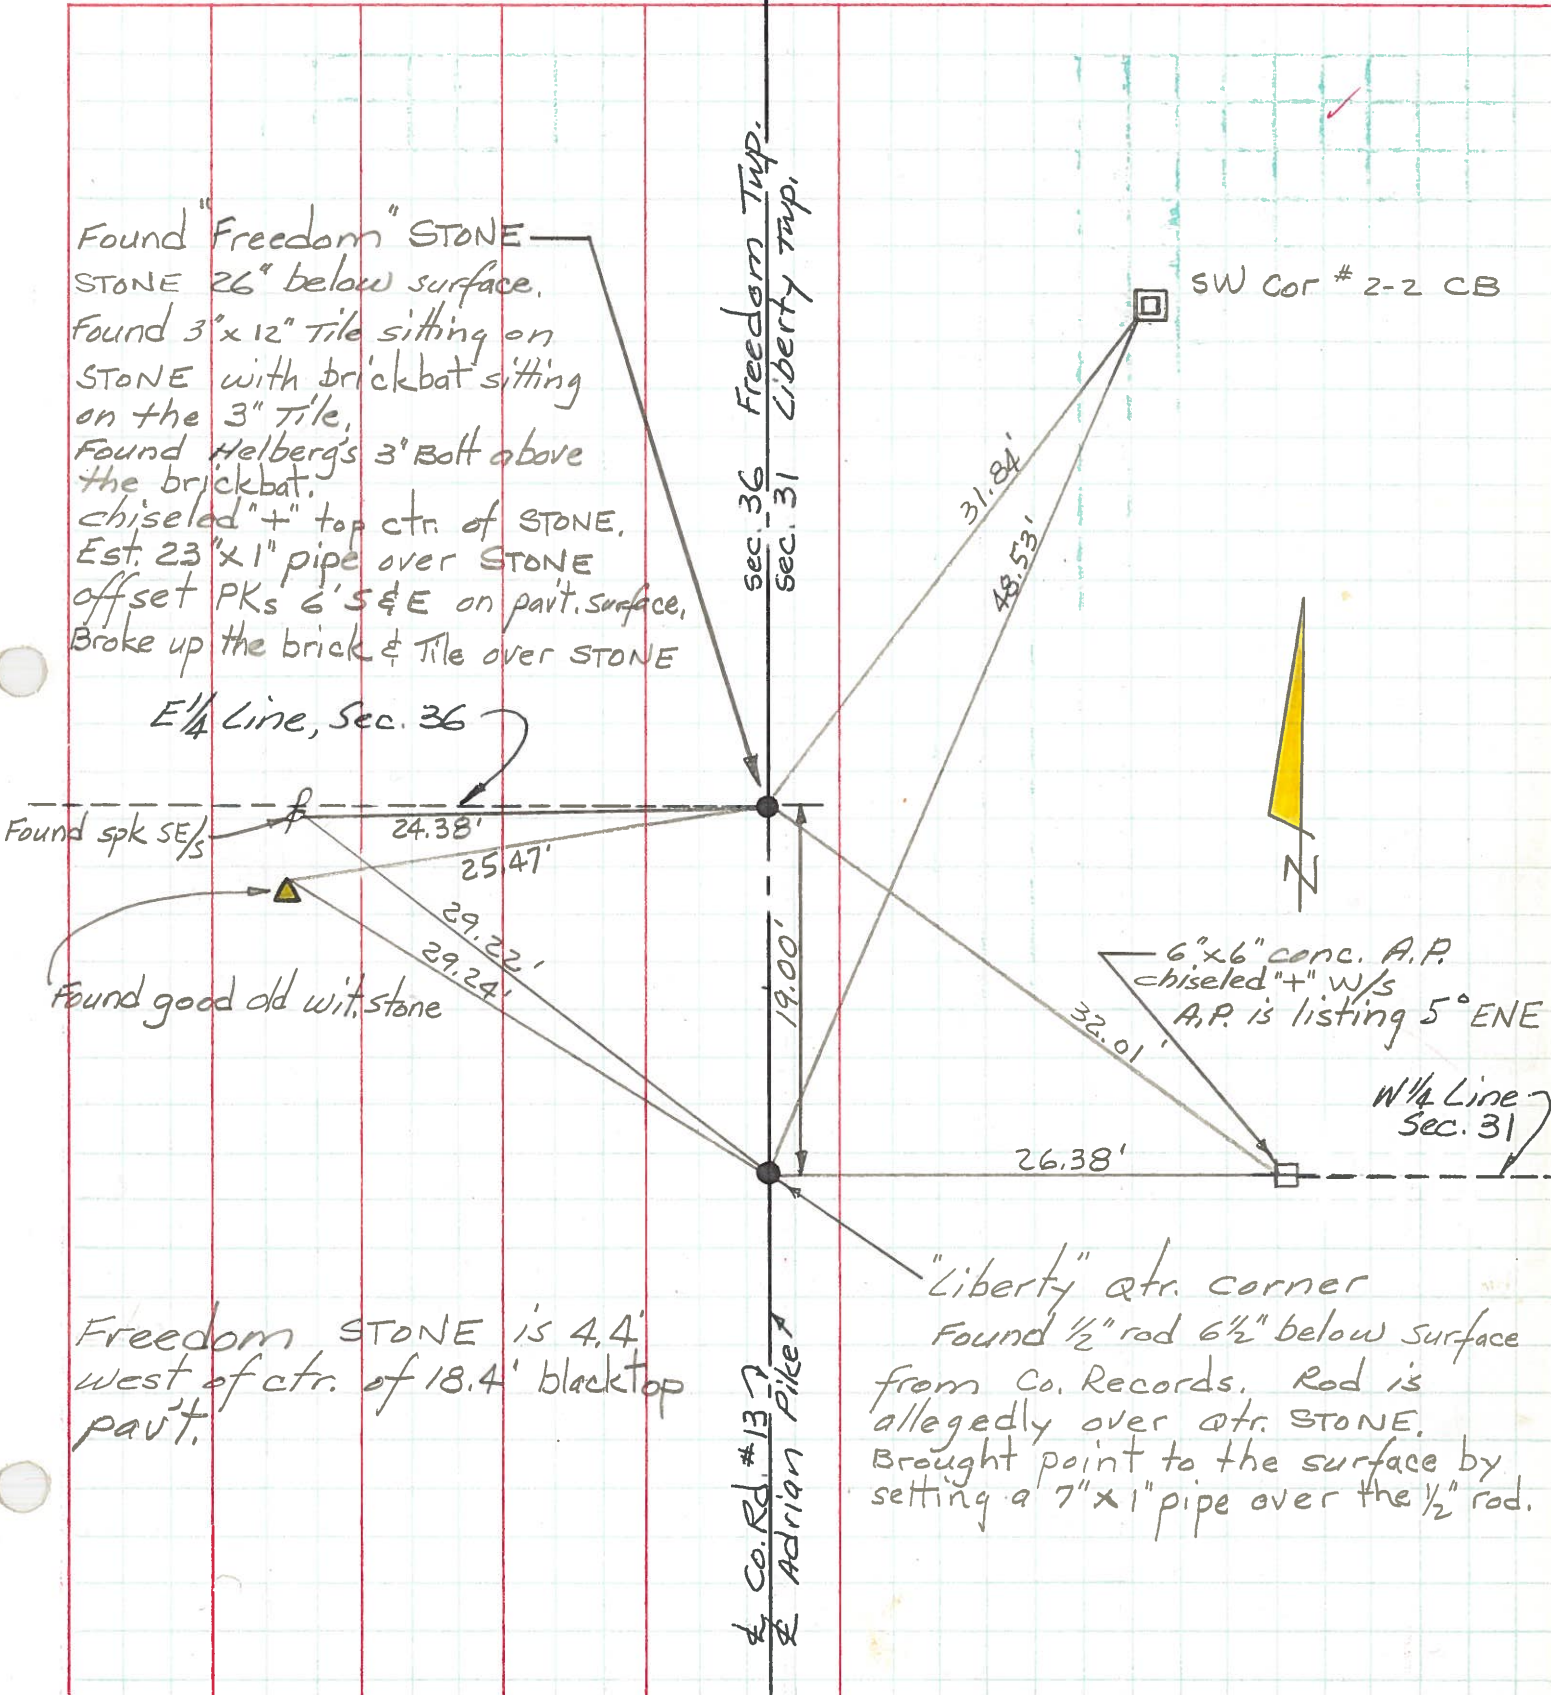 Found "Freedom" STONE
STONE 26" below surface.
Found 3"x 12" Tile sitting on
STONE with brickbat sitting
on the 3" Tile.
Found Helberg's 3' Bolt above
the brickbat.
chiseled "+" top ctr. of STONE.
Est. 23"x1" pipe over STONE
offset PKs 6' S & E on pav't. surface.
Broke up the brick & Tile over STONE
E 1/4 Line, Sec. 36
Found spk SE/s
Found good old wit. stone
24.38'
25.47'
29.22'
29.24'
sec. 36 Freedom Twp.
sec. 31 Liberty Twp.
SW Cor # 2-2 CB
31.84'
48.53'
N
19.00'
32.01'
26.38'
6"x6" conc. A.P.
chiseled "+" W/s
A.P. is listing 5° ENE
W 1/4 Line
Sec. 31
"Liberty" Qtr. Corner
Found 1/2" rod 6 1/2" below surface
from Co. Records. Rod is
allegedly over Qtr. STONE.
Brought point to the surface by
setting a 7"x1" pipe over the 1/2" rod.
Freedom STONE is 4.4'
west of ctr. of 18.4' blacktop
pav't.
℄ Co. Rd. #13
℄ Adrian Pike